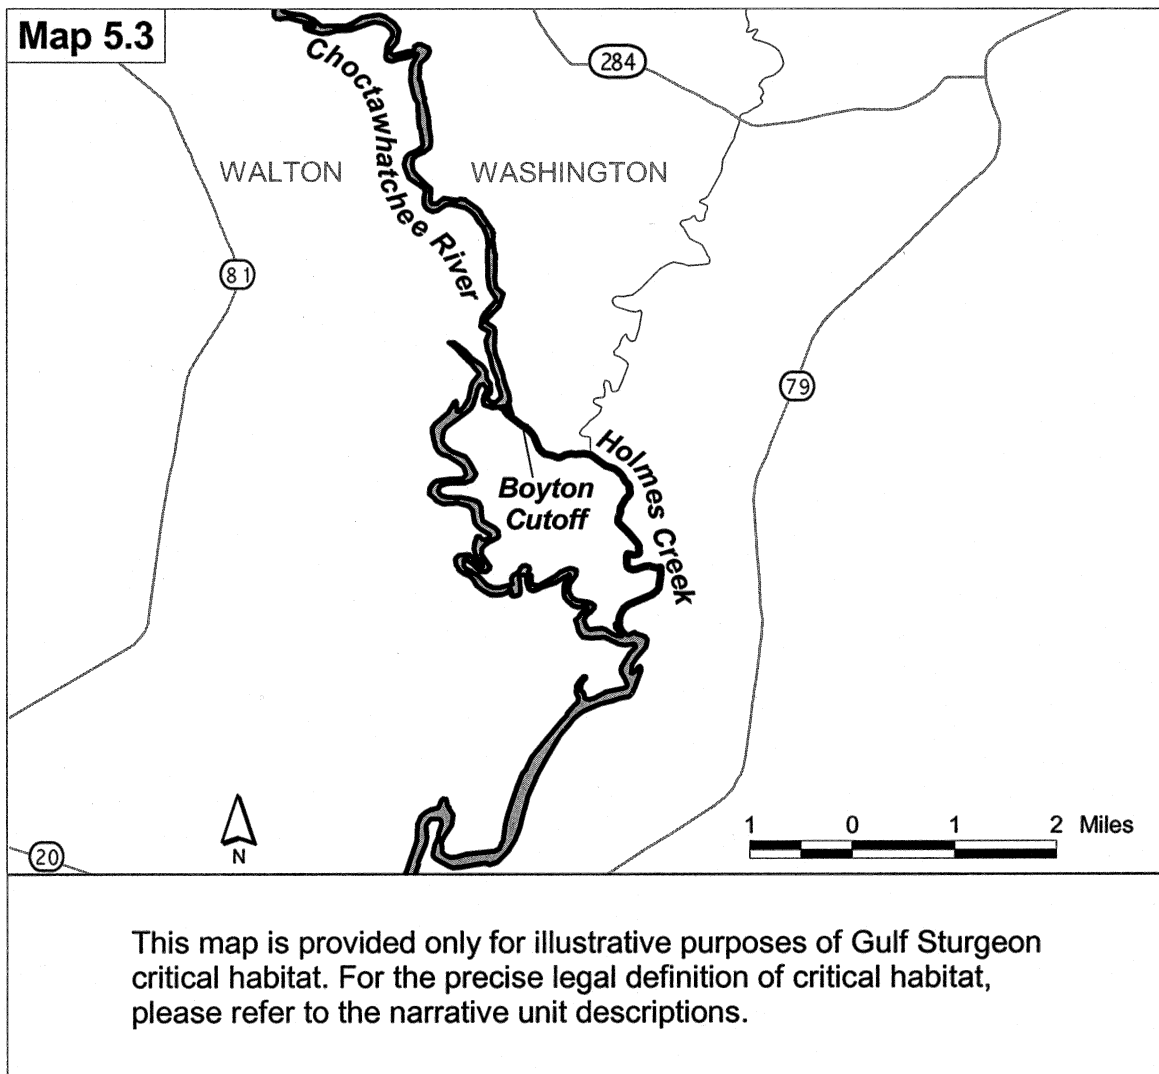 Map 5.3
Choctawhatchee River
284
WALTON
WASHINGTON
81
79
Holmes Creek
Boyton
Cutoff
1 0 1 2 Miles
N
20
This map is provided only for illustrative purposes of Gulf Sturgeon
critical habitat. For the precise legal definition of critical habitat,
please refer to the narrative unit descriptions.